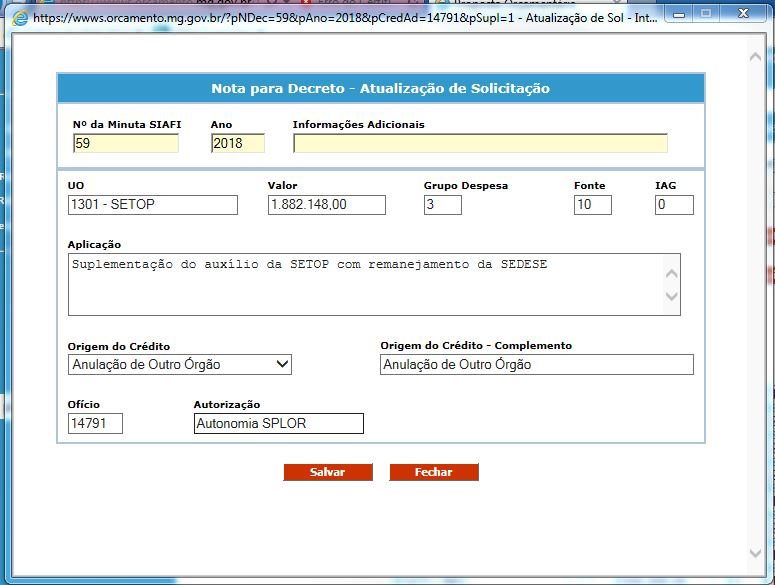 https://www.orcamento.mg.gov.br/?pNDec=59&pAno=2018&pCredAd=14791&pSupl=1 - Atualização de Sol - Int...
Nota para Decreto - Atualização de Solicitação
Nº da Minuta SIAFI Ano Informações Adicionais
59 2018
UO Valor Grupo Despesa Fonte IAG
1301 - SETOP 1.882.148,00 3 10 0
Aplicação
Suplementação do auxílio da SETOP com remanejamento da SEDESE
Origem do Crédito Origem do Crédito - Complemento
Anulação de Outro Órgão Anulação de Outro Órgão
Ofício Autorização
14791 Autonomia SPLOR
Salvar Fechar